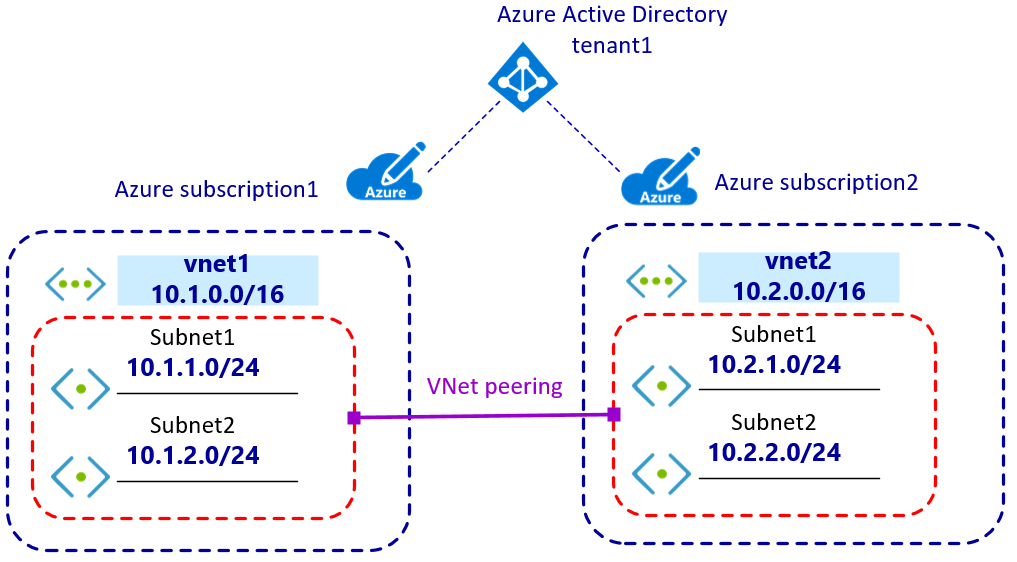 Azure Active Directory
tenant1
Azure
Azure
Azure subscription1
Azure subscription2
vnet1
10.1.0.0/16
Subnet1
10.1.1.0/24
Subnet2
10.1.2.0/24
VNet peering
vnet2
10.2.0.0/16
Subnet1
10.2.1.0/24
Subnet2
10.2.2.0/24